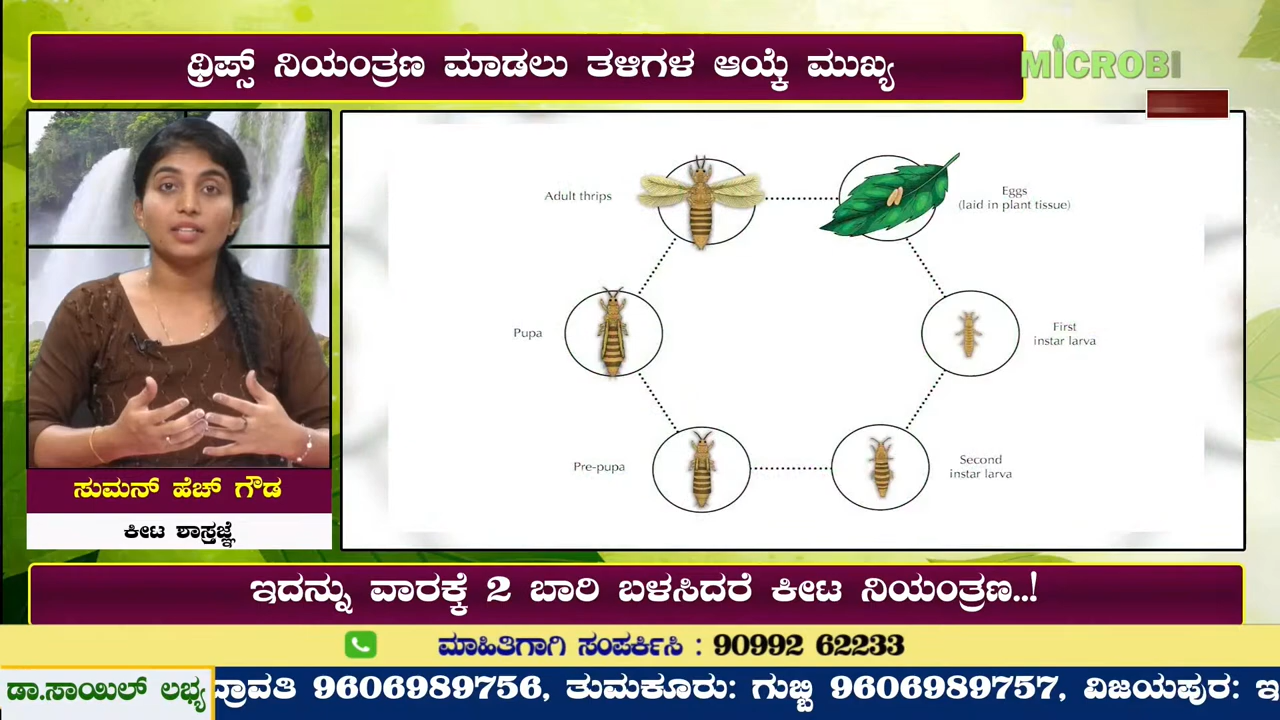 ಥ್ರಿಪ್ಸ್ ನಿಯಂತ್ರಣ ಮಾಡಲು ತಳಿಗಳ ಆಯ್ಕೆ ಮುಖ್ಯ
MICROBI
Adult thrips
Eggs
(laid in plant tissue)
Pupa
First
instar larva
Pre-pupa
Second
instar larva
ಸುಮನ್ ಹೆಚ್ ಗೌಡ
ಕೀಟ ಶಾಸ್ತ್ರಜ್ಞೆ
ಇದನ್ನು ವಾರಕ್ಕೆ 2 ಬಾರಿ ಬಳಸಿದರೆ ಕೀಟ ನಿಯಂತ್ರಣ..!
ಮಾಹಿತಿಗಾಗಿ ಸಂಪರ್ಕಿಸಿ : 90992 62233
ಡಾ.ಸಾಯಿಲ್ ಲಭ್ಯ ದ್ರಾವತಿ 9606989756, ತುಮಕೂರು: ಗುಬ್ಬಿ 9606989757, ವಿಜಯಪುರ: ಇ